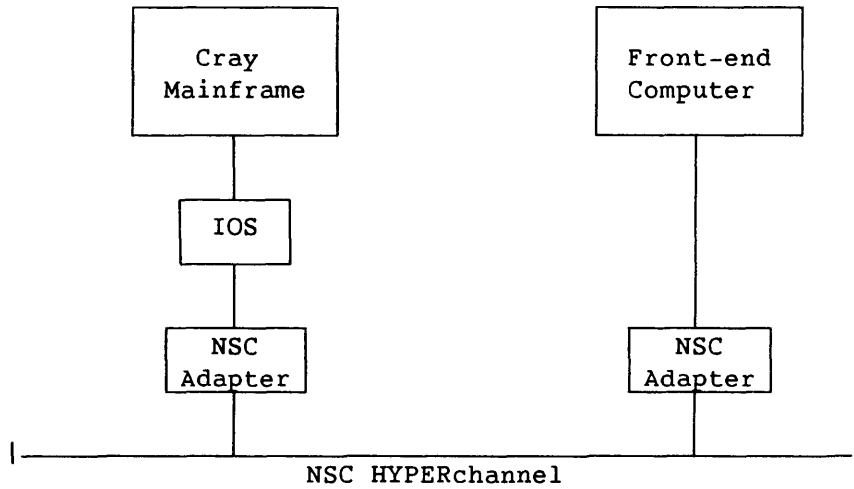 Cray
Mainframe
Front-end
Computer
IOS
NSC
Adapter
NSC
Adapter
NSC HYPERchannel